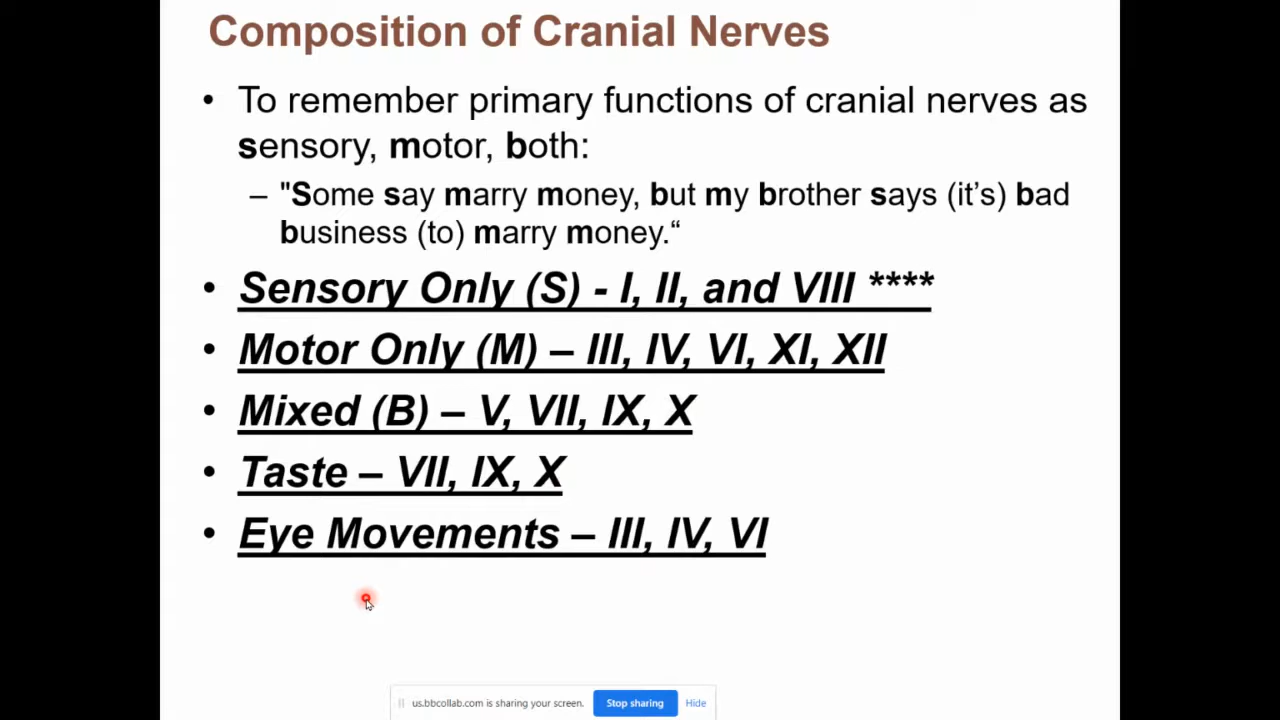 Composition of Cranial Nerves
• To remember primary functions of cranial nerves as
sensory, motor, both:
– "Some say marry money, but my brother says (it’s) bad
business (to) marry money.“
• Sensory Only (S) - I, II, and VIII ****
• Motor Only (M) – III, IV, VI, XI, XII
• Mixed (B) – V, VII, IX, X
• Taste – VII, IX, X
• Eye Movements – III, IV, VI
us.bbcollab.com is sharing your screen. Stop sharing Hide